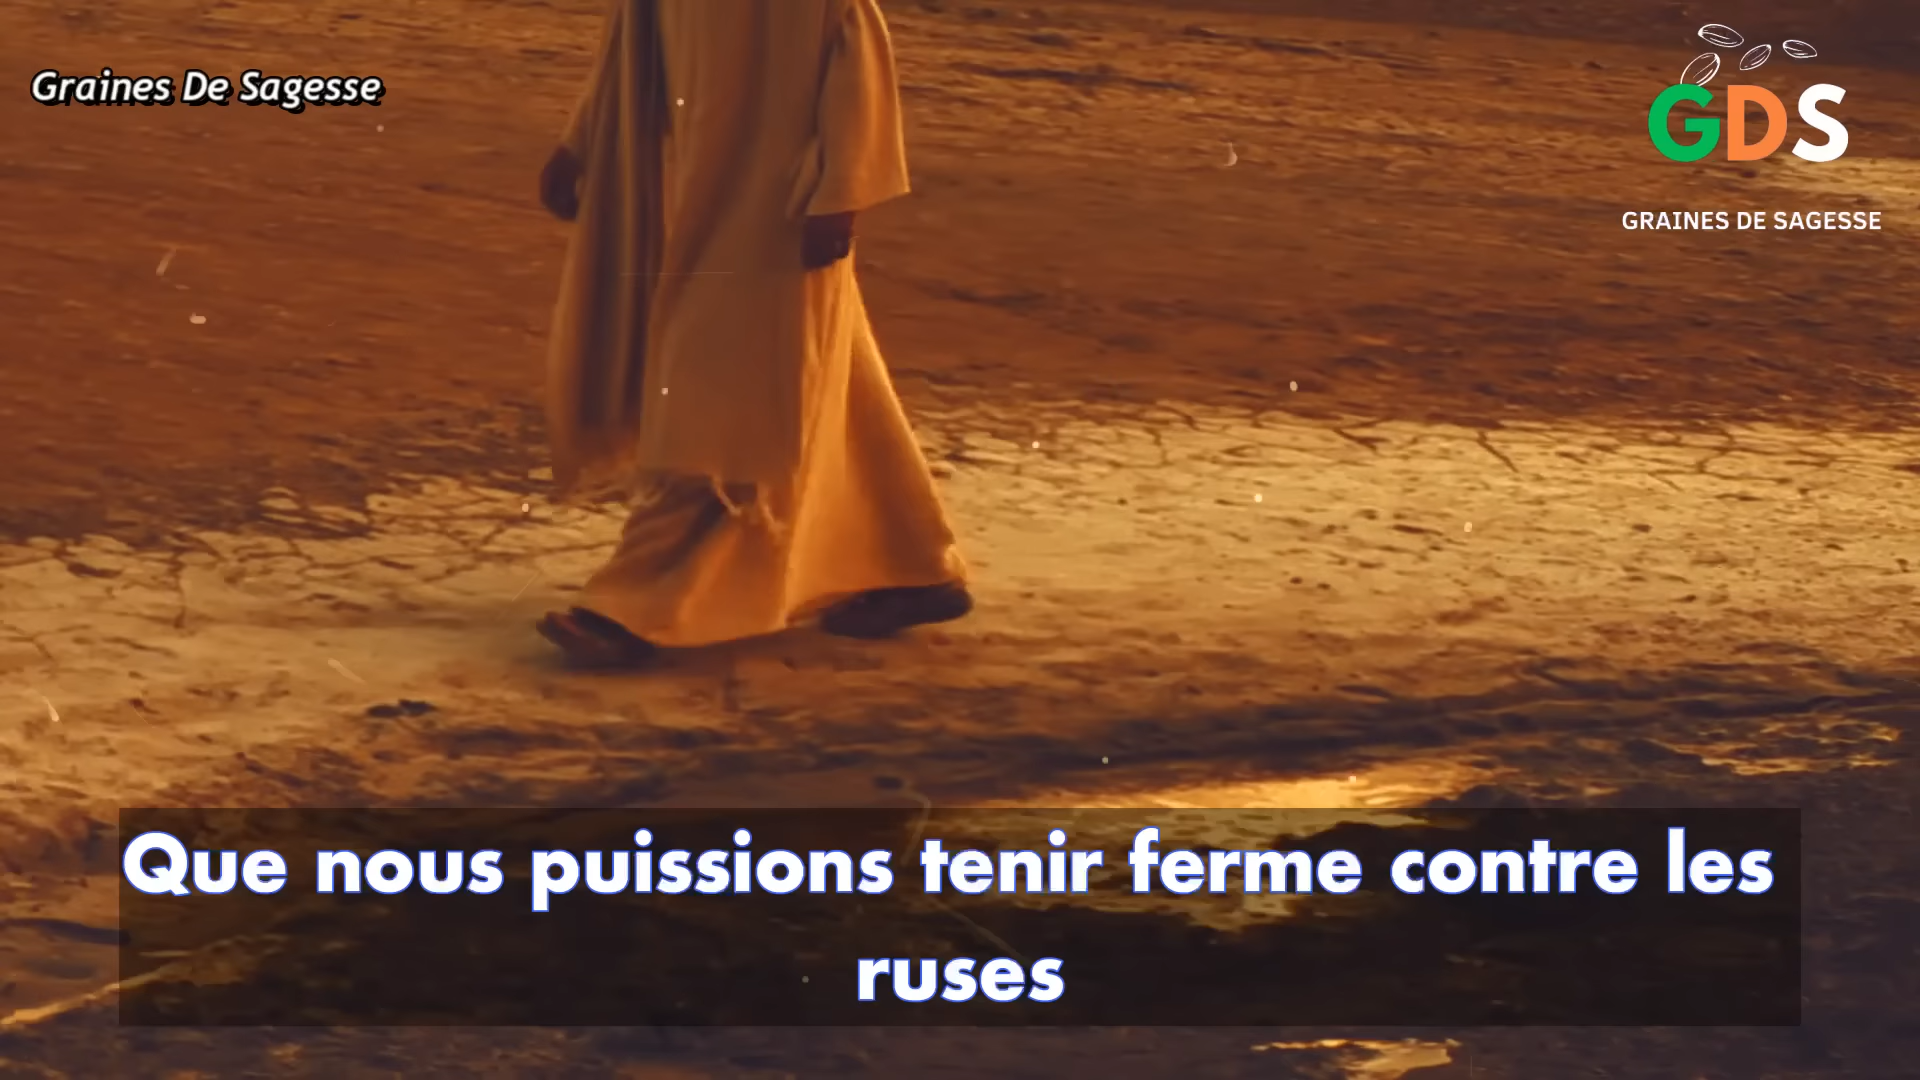 Graines De Sagesse
GDS
GRAINES DE SAGESSE
Que nous puissions tenir ferme contre les
ruses